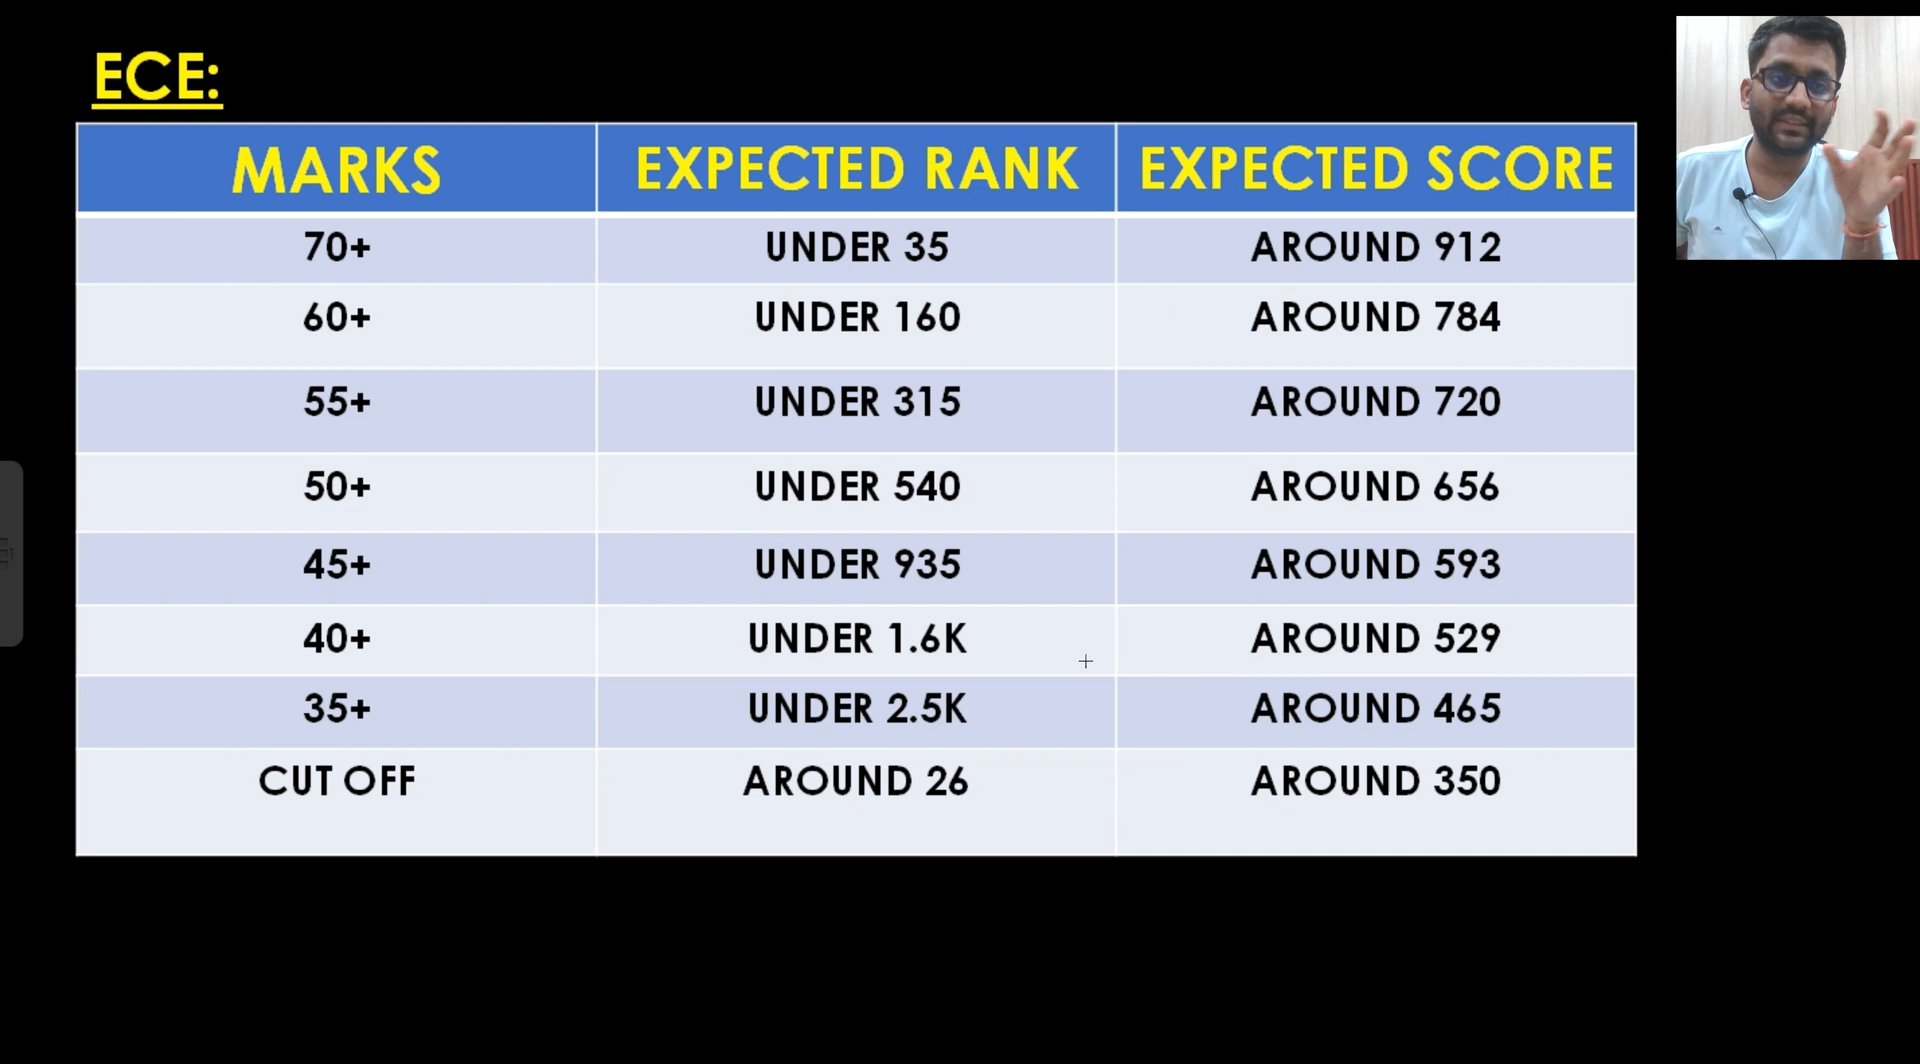 ECE:
MARKS EXPECTED RANK EXPECTED SCORE
70+ UNDER 35 AROUND 912
60+ UNDER 160 AROUND 784
55+ UNDER 315 AROUND 720
50+ UNDER 540 AROUND 656
45+ UNDER 935 AROUND 593
40+ UNDER 1.6K AROUND 529
35+ UNDER 2.5K AROUND 465
CUT OFF AROUND 26 AROUND 350